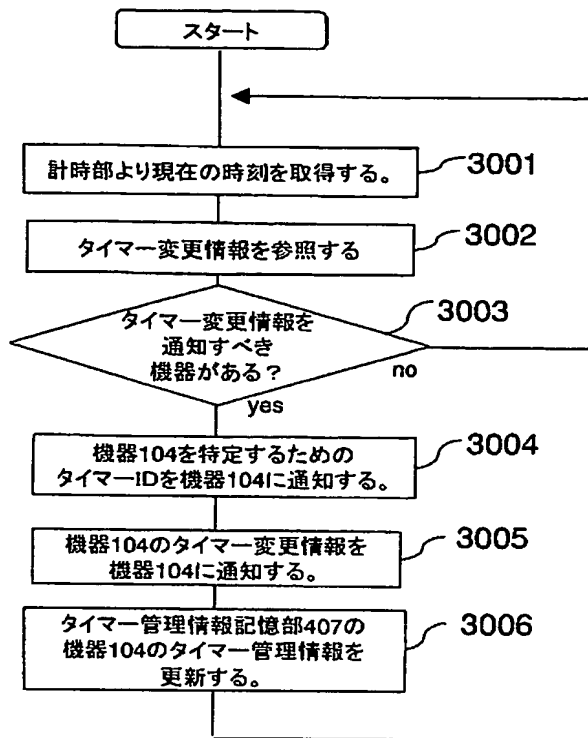 スタート
計時部より現在の時刻を取得する。
3001
タイマー変更情報を参照する
3002
タイマー変更情報を
通知すべき
機器がある?
3003
no
yes
機器104を特定するための
タイマーIDを機器104に通知する。
3004
機器104のタイマー変更情報を
機器104に通知する。
3005
タイマー管理情報記憶部407の
機器104のタイマー管理情報を
更新する。
3006